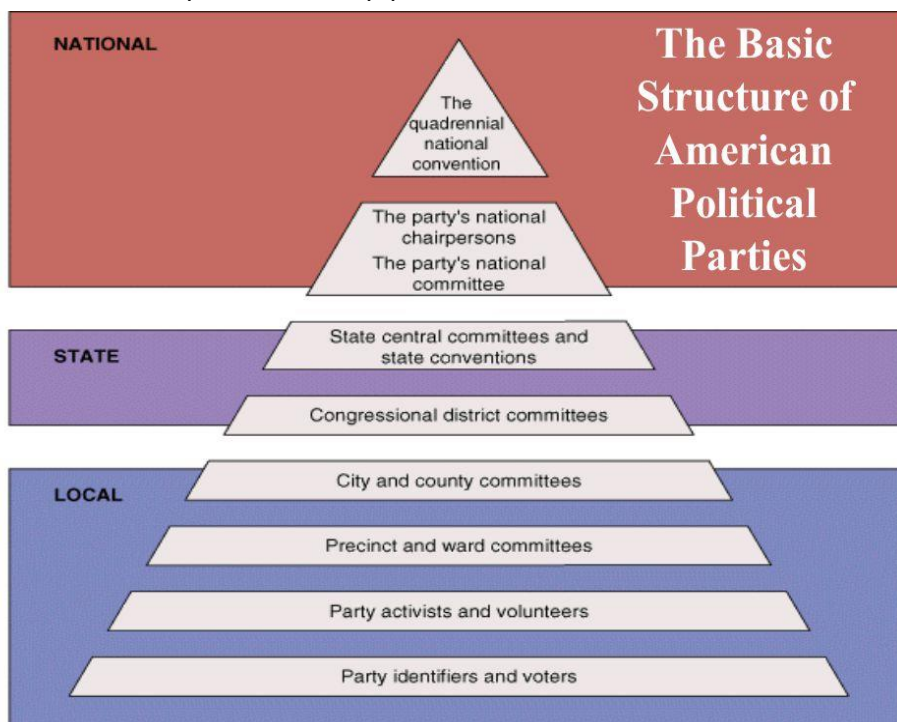 NATIONAL
The Basic
Structure of
American
Political
Parties
The
quadrennial
national
convention
The party's national
chairpersons
The party's national
committee
STATE
State central committees and
state conventions
Congressional district committees
LOCAL
City and county committees
Precinct and ward committees
Party activists and volunteers
Party identifiers and voters